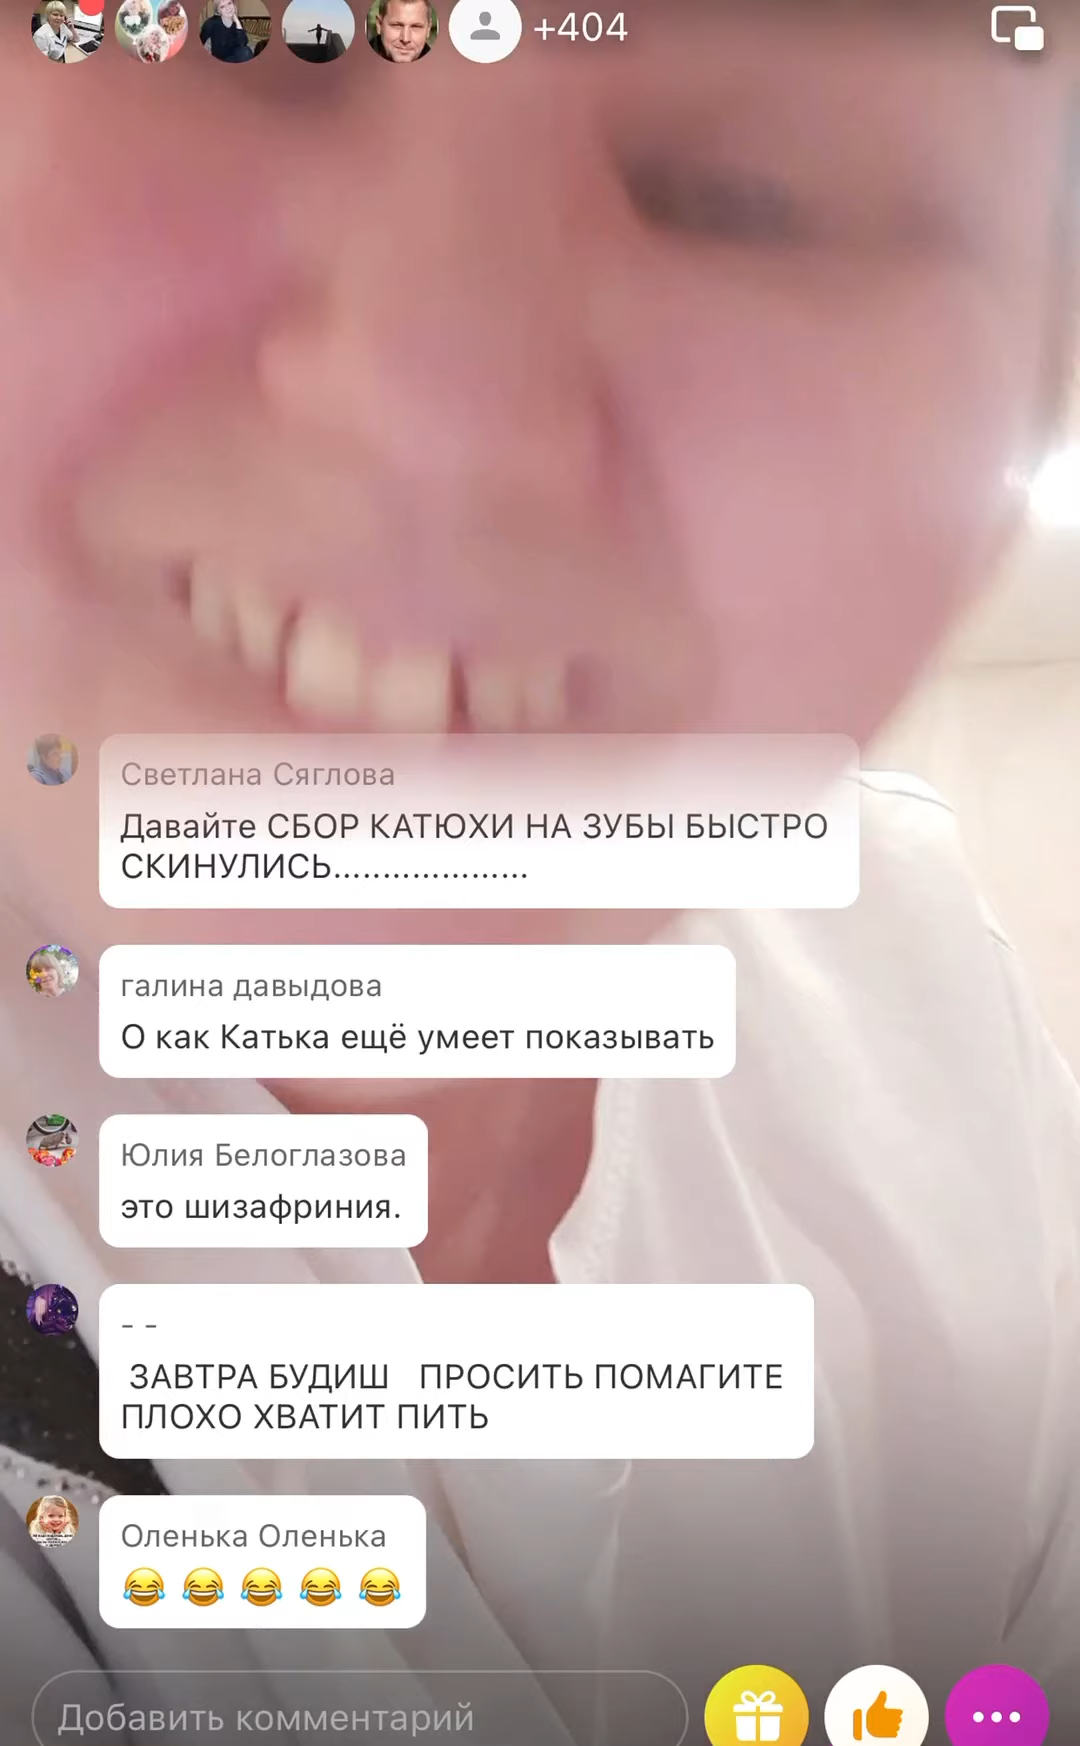 +404
Светлана Сяглова
Давайте СБОР КАТЮХИ НА ЗУБЫ БЫСТРО
СКИНУЛИСЬ...................
галина давыдова
О как Катька ещё умеет показывать
Юлия Белоглазова
это шизафриния.
- -
ЗАВТРА БУДИШ   ПРОСИТЬ ПОМАГИТЕ
ПЛОХО ХВАТИТ ПИТЬ
Оленька Оленька
😂 😂 😂 😂 😂
Добавить комментарий